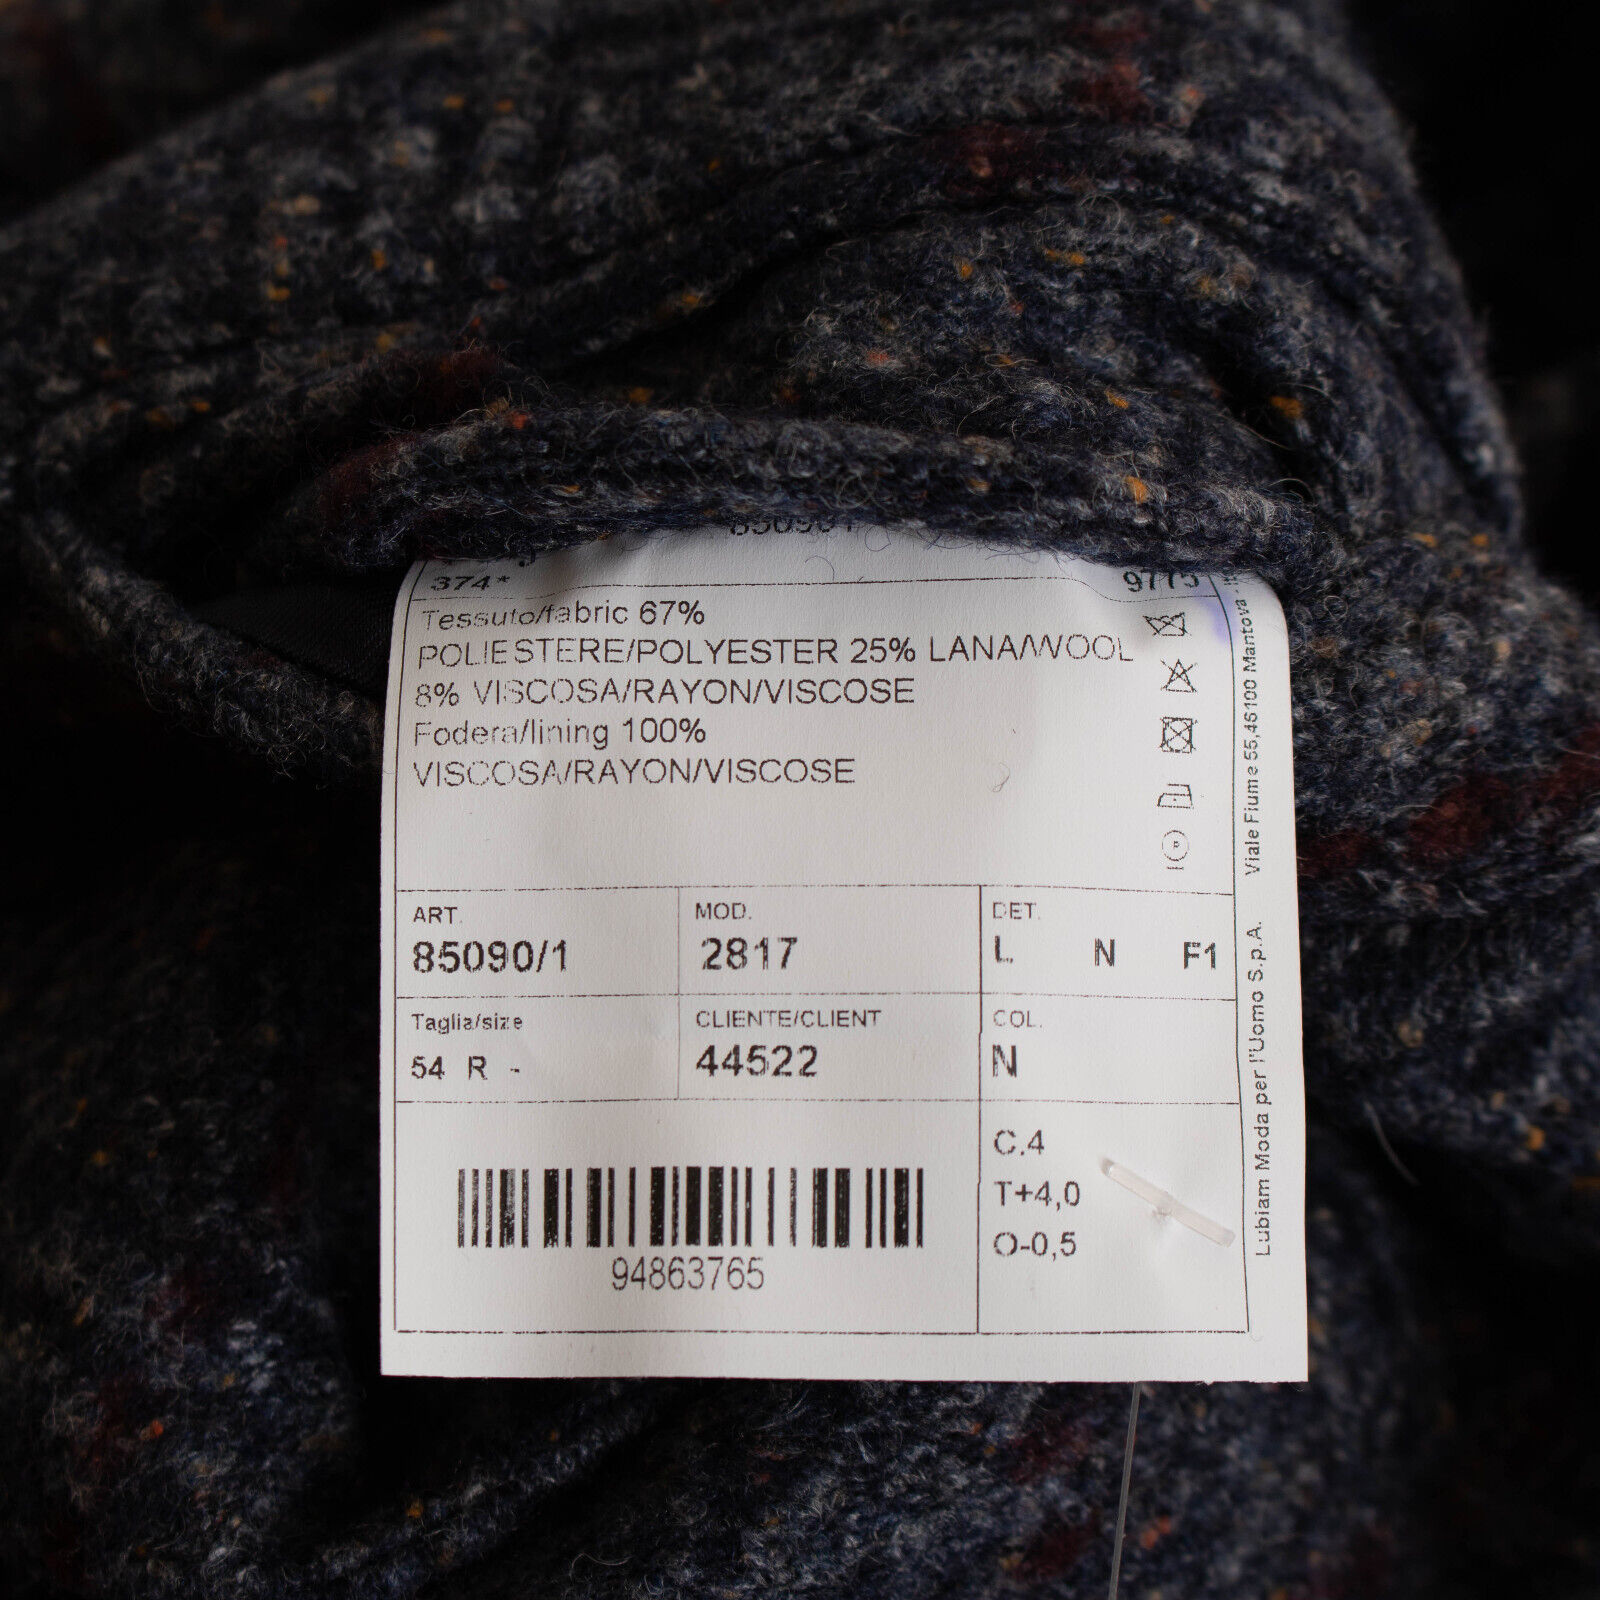 374*
9775
Tessuto/fabric 67%
POLIESTERE/POLYESTER 25% LANA/WOOL
8% VISCOSA/RAYON/VISCOSE
Fodera/lining 100%
VISCOSA/RAYON/VISCOSE
ART.
MOD.
DET.
85090/1
2817
L N F1
Taglia/size
CLIENTE/CLIENT
COL.
54 R -
44522
N
C.4
T+4,0
O-0,5
94863765
Lubiam Moda per l'Uomo S.p.A. Viale Fiume 55,46100 Mantova -